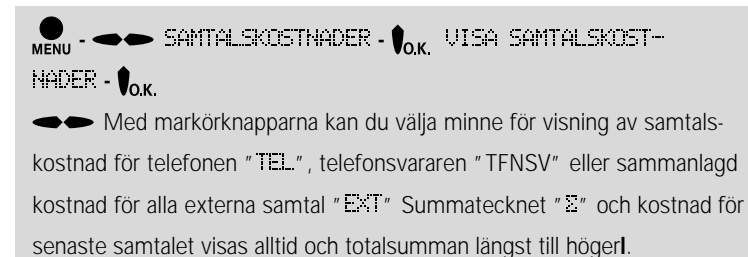 MENU - SAMTALSKOSTNADER - O.K. VISA SAMTALSKOST-
NADER - O.K.
Med markörknapparna kan du välja minne för visning av samtals-
kostnad för telefonen "TEL", telefonsvararen "TFNSV" eller sammanlagd
kostnad för alla externa samtal "EXT" Summatecknet "Σ" och kostnad för
senaste samtalet visas alltid och totalsumman längst till högerl.